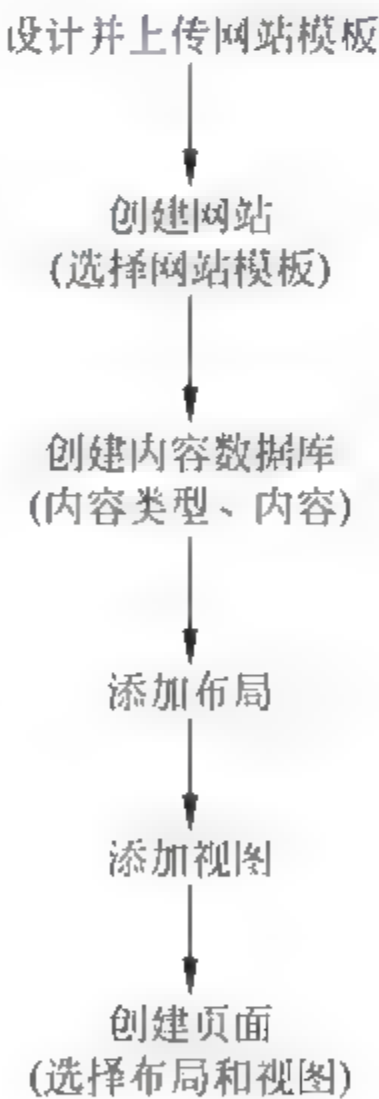 设计并上传网站模板
创建网站
(选择网站模板)
创建内容数据库
(内容类型、内容)
添加布局
添加视图
创建页面
(选择布局和视图)